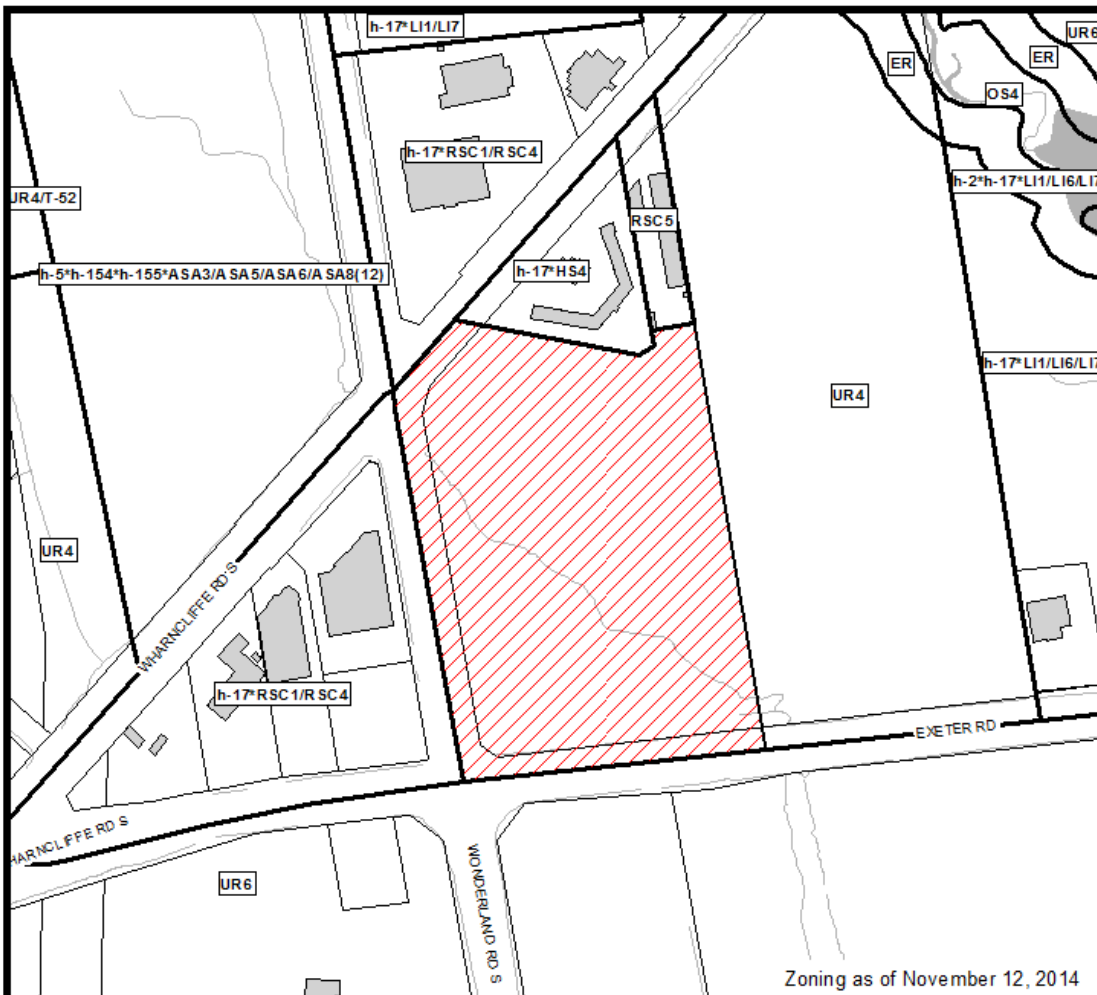 h-17*LI1/LI7
UR6
ER
ER
OS4
h-17*RSC1/RSC4
h-2*h-17*LI1/LI6/LI7
UR4/T-52
RSC5
h-5*h-154*h-155*ASA3/ASA5/ASA6/ASA8(12)
h-17*HS4
h-17*LI1/LI6/LI7
UR4
UR4
WHARNCLIFFE RD S
h-17*RSC1/RSC4
EXETER RD
HARNCLIFFE RD S
UR6
WONDERLAND RD S
Zoning as of November 12, 2014